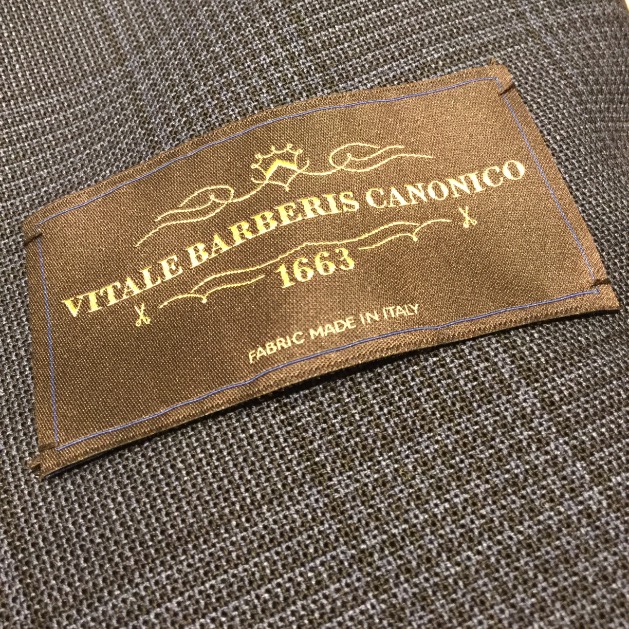 VITALE BARBERIS CANONICO
1663
FABRIC MADE IN ITALY